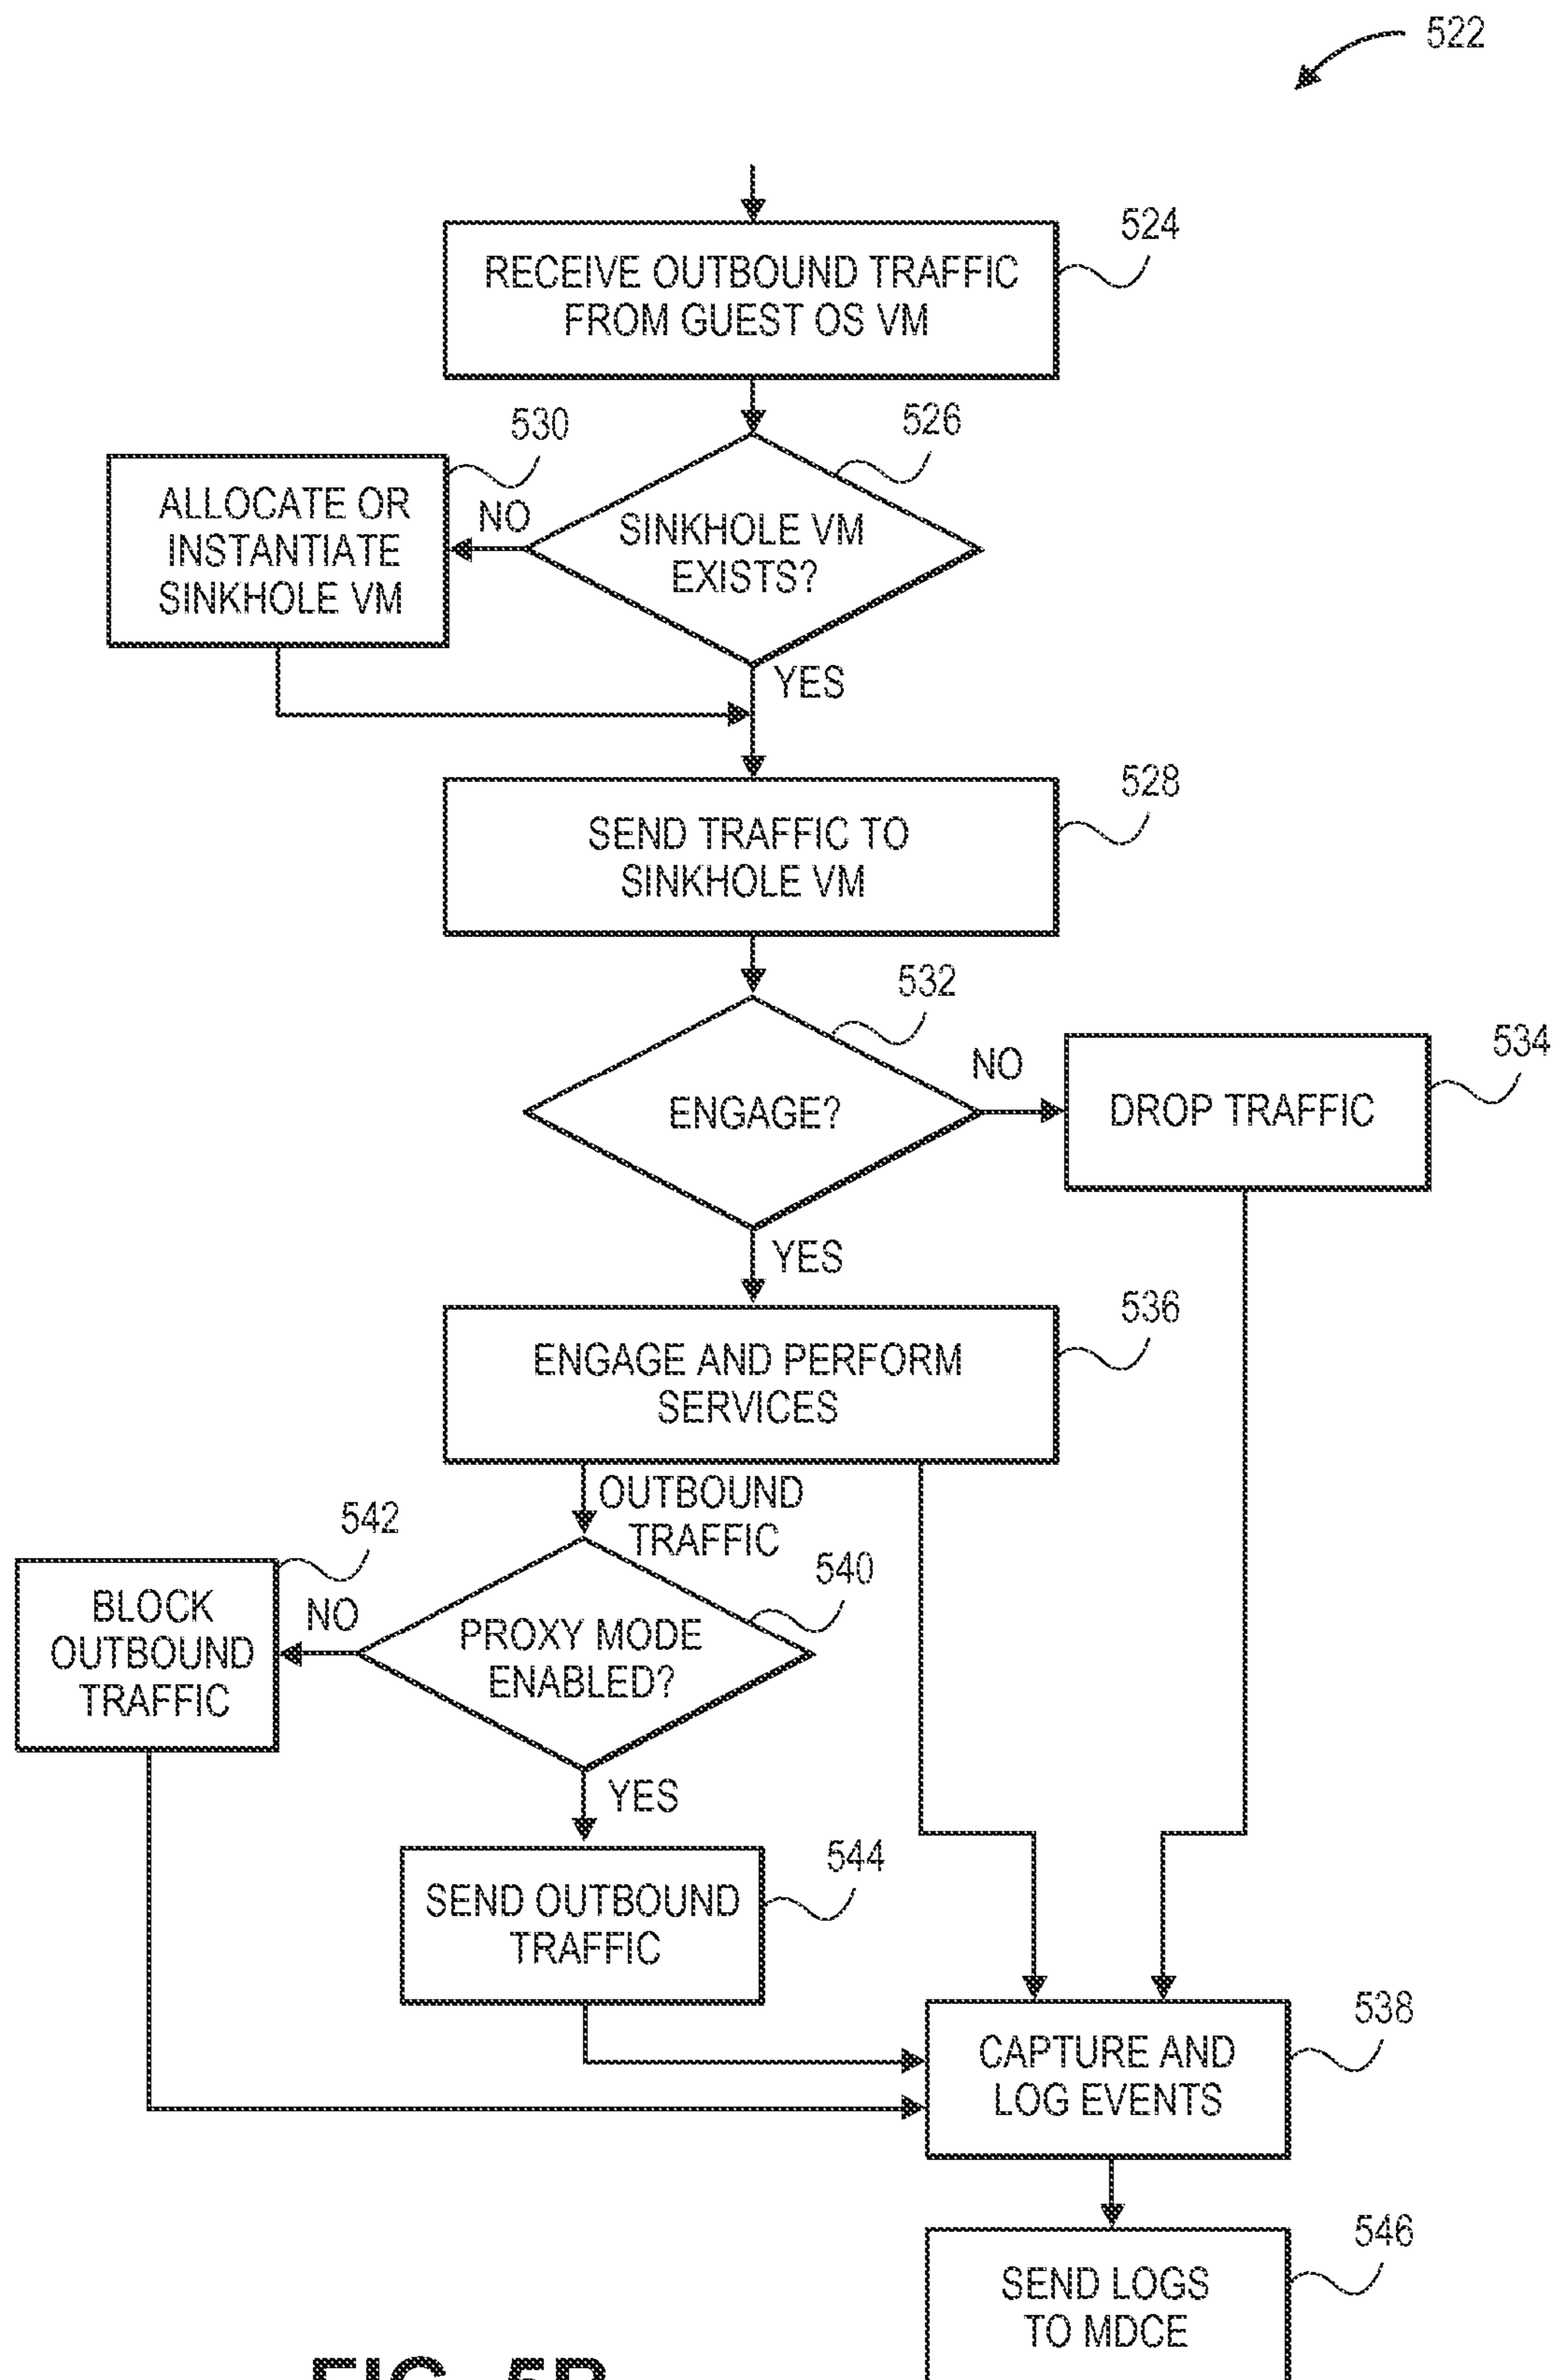 522
524
RECEIVE OUTBOUND TRAFFIC
FROM GUEST OS VM
530
526
ALLOCATE OR
INSTANTIATE
SINKHOLE VM
NO
SINKHOLE VM
EXISTS?
YES
528
SEND TRAFFIC TO
SINKHOLE VM
532
534
NO
ENGAGE?
DROP TRAFFIC
YES
536
ENGAGE AND PERFORM
SERVICES
OUTBOUND
TRAFFIC
542
540
BLOCK
OUTBOUND
TRAFFIC
NO
PROXY MODE
ENABLED?
YES
544
SEND OUTBOUND
TRAFFIC
538
CAPTURE AND
LOG EVENTS
546
SEND LOGS
TO MDCE